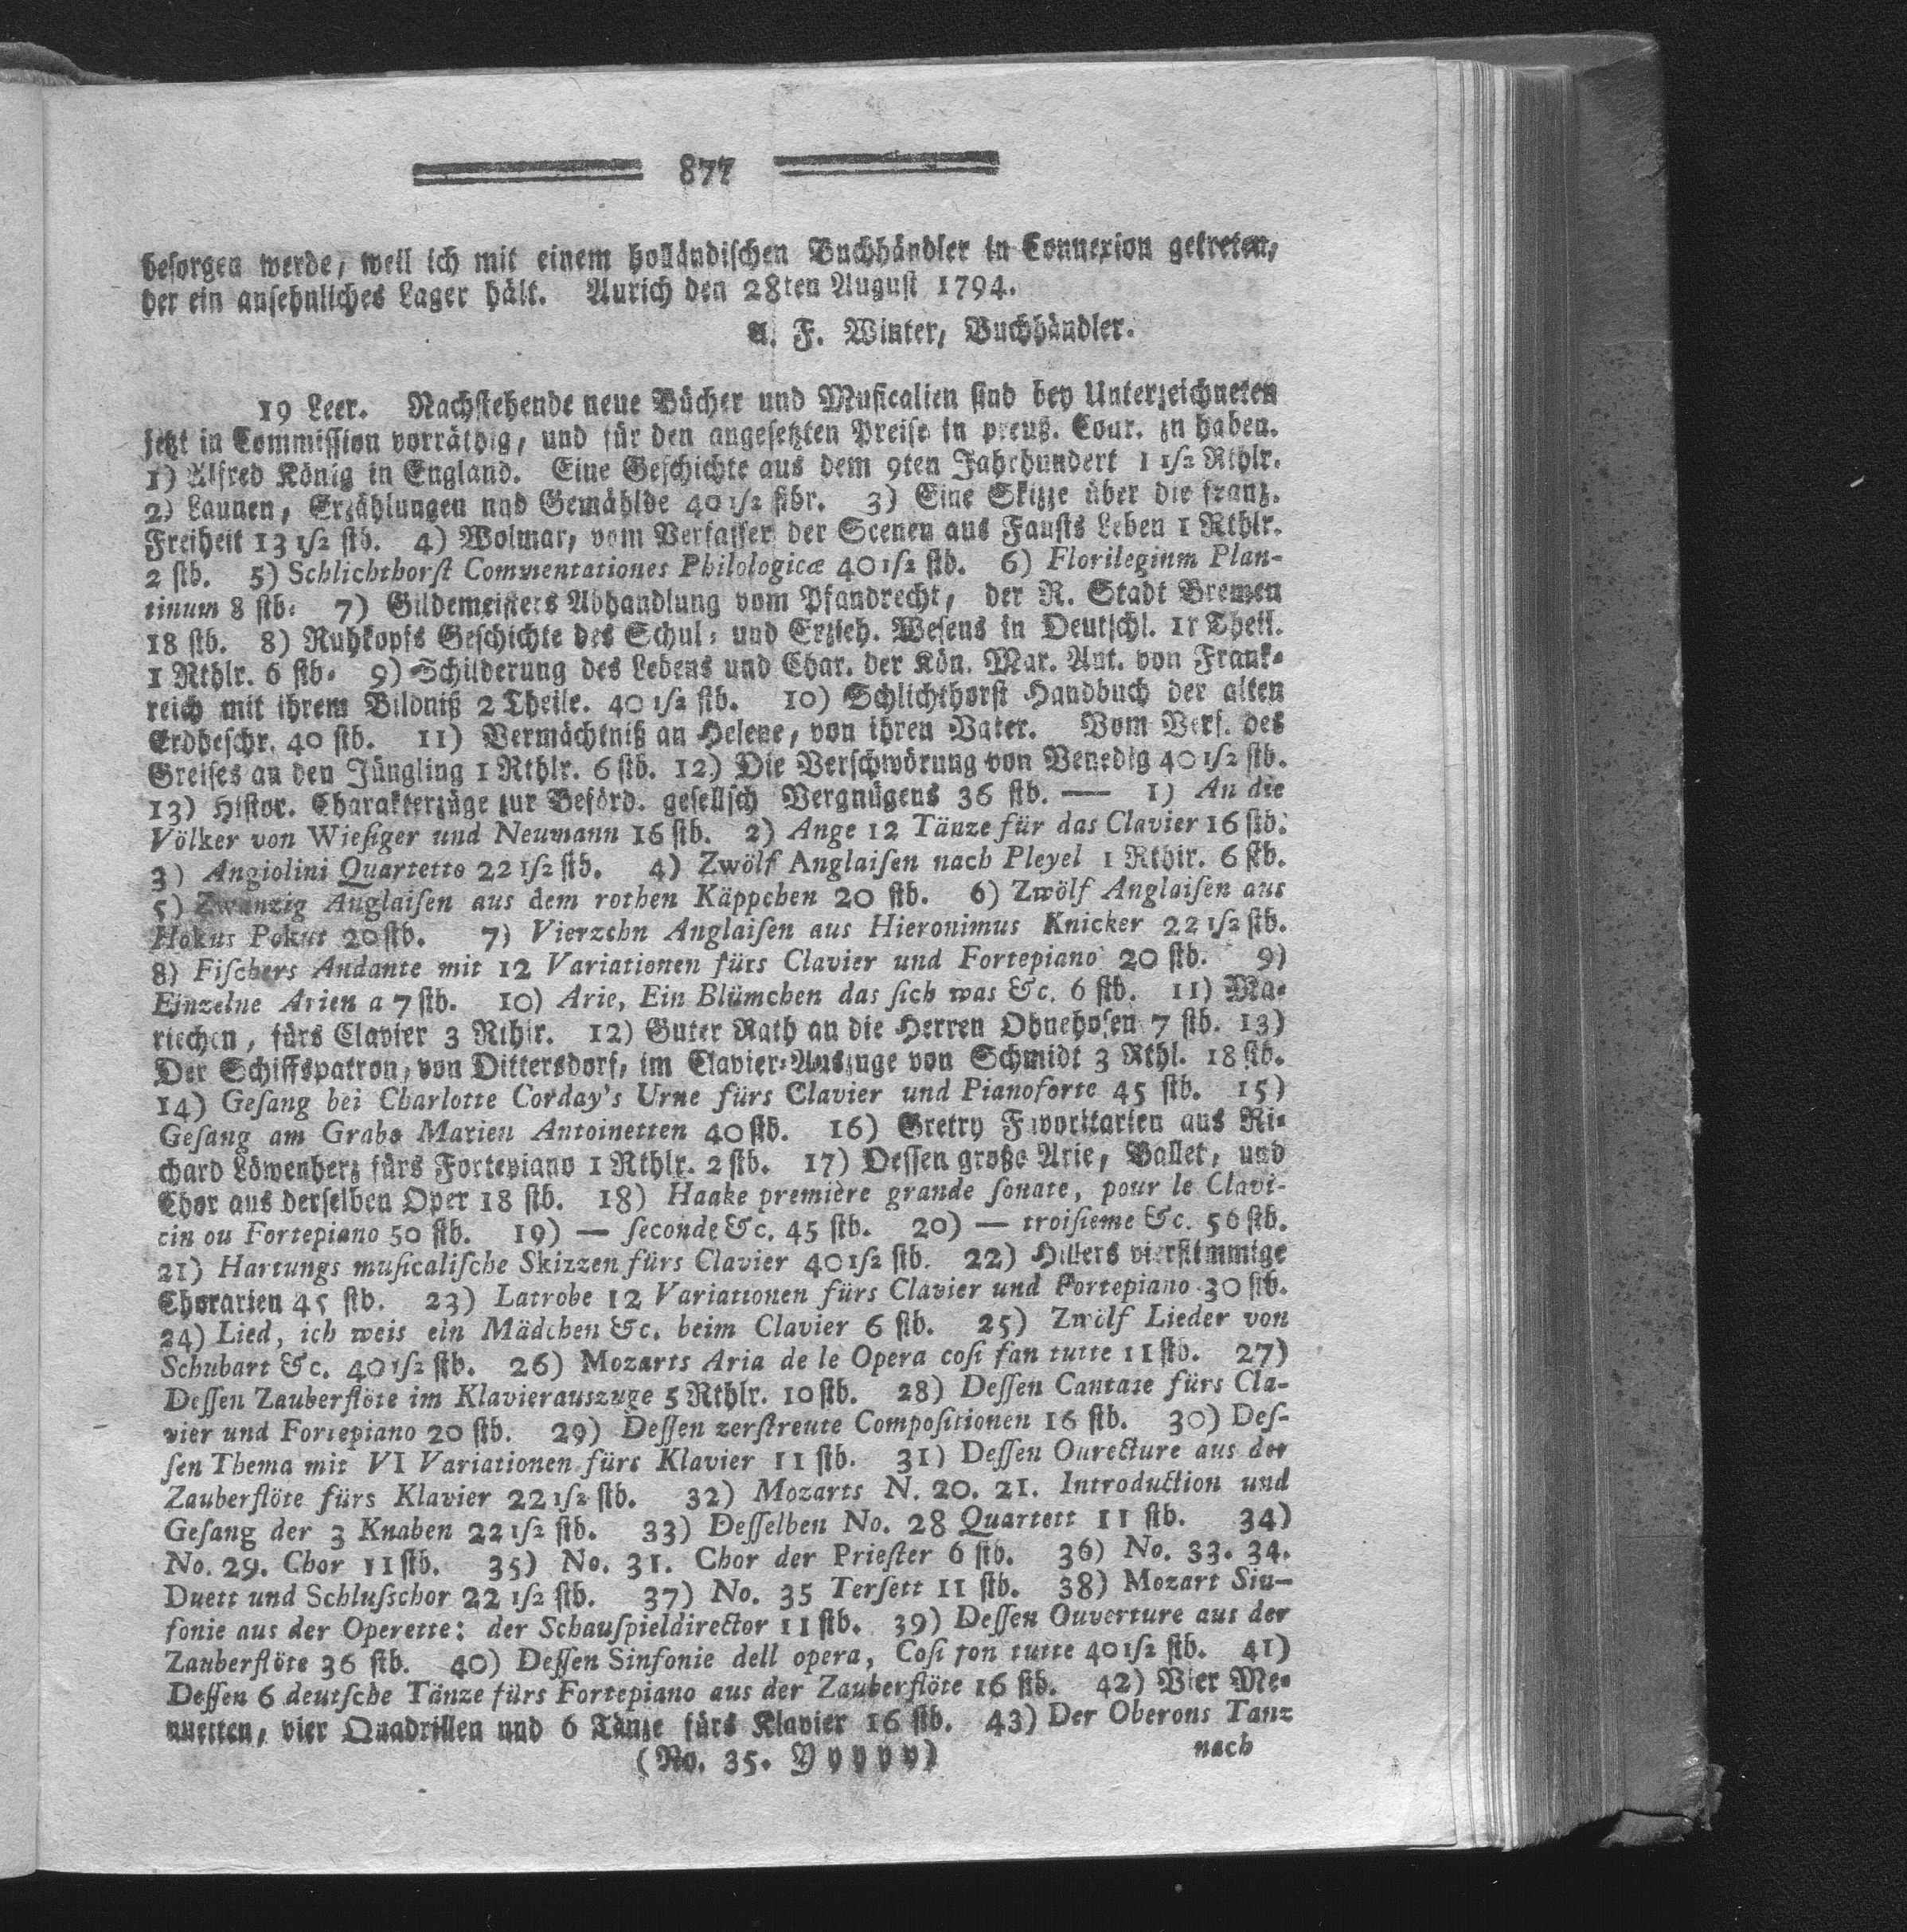 877
besorgen werde, weil ich mit einem holländischen Buchhändler in Connexion getreten,
der ein ansehnliches Lager hält. Aurich den 28ten August 1794.
A. F. Winter, Buchhändler.
19 Leer. Nachstehende neue Bücher und Musicalien sind bey Unterzeichneten
jetzt in Commission vorräthig, und für den angesetzten Preise in preuß. Cour. zu haben.
1) Alfred König in England. Eine Geschichte aus dem 9ten Jahrhundert 1 1/2 Rthlr.
2) Launen, Erzählungen und Gemählde 40 1/2 stbr. 3) Eine Skizze über die franz.
Freiheit 13 1/2 stb. 4) Wolmar, vom Verfasser der Scenen aus Fausts Leben 1 Rthlr.
2 stb. 5) Schlichthorſt Commentationes Philologicæ 40 1/2 stb. 6) Florileginm Plan-
tinum 8 stb. 7) Gildemeisters Abhandlung vom Pfandrecht, der R. Stadt Bremen
18 stb. 8) Ruhkopfs Geschichte des Schul- und Erzieh. Wesens in Deutschl. 1r Theil.
1 Rthlr. 6 stb. 9) Schilderung des Lebens und Char. der Kön. Mar. Ant. von Frank-
reich mit ihrem Bildniß 2 Theile. 40 1/2 stb. 10) Schlichthorst Handbuch der alten
Erdbeschr. 40 stb. 11) Vermächtniß an Helene, von ihren Vater. Vom Verf. des
Greises an den Jüngling 1 Rthlr. 6 stb. 12) Die Verschwörung von Venedig 40 1/2 stb.
13) Histor. Charakterzüge zur Beförd. gesellsch Vergnügens 36 stb. — 1) An die
Völker von Wieſiger und Neumann 16 stb. 2) Ange 12 Tänze für das Clavier 16 stb.
3) Angiolini Quartetto 22 1/2 stb. 4) Zwölf Anglaiſen nach Pleyel 1 Rthlr. 6 stb.
5) Zwanzig Anglaiſen aus dem rothen Käppchen 20 stb. 6) Zwölf Anglaiſen aus
Hokus Pokus 20 stb. 7) Vierzehn Anglaiſen aus Hieronimus Knicker 22 1/2 stb.
8) Fiſchers Andante mit 12 Variationen fürs Clavier und Fortepiano 20 stb. 9)
Einzelne Arien a 7 stb. 10) Arie, Ein Blümchen das ſich was &c. 6 stb. 11) Ma-
riechen, fürs Clavier 3 Rthlr. 12) Guter Rath an die Herren Ohnehosen 7 stb. 13)
Der Schiffspatron, von Dittersdorf, im Clavier-Auszuge von Schmidt 3 Rthl. 18 stb.
14) Geſang bei Charlotte Corday's Urne fürs Clavier und Pianoforte 45 stb. 15)
Geſang am Grabe Marien Antoinetten 40 stb. 16) Gretry Favoritarien aus Ri-
chard Löwenherz fürs Fortepiano 1 Rthlr. 2 stb. 17) Dessen große Arie, Ballet, und
Chor aus derselben Oper 18 stb. 18) Haake première grande ſonate, pour le Clavi-
cin ou Fortepiano 50 stb. 19) — ſeconde &c. 45 stb. 20) — troiſieme &c. 56 stb.
21) Hartungs muſicaliſche Skizzen fürs Clavier 40 1/2 stb. 22) Hillers vierstimmige
Chorarien 45 stb. 23) Latrobe 12 Variationen fürs Clavier und Fortepiano 30 stb.
24) Lied, ich weis ein Mädchen &c. beim Clavier 6 stb. 25) Zwölf Lieder von
Schubart &c. 40 1/2 stb. 26) Mozarts Aria de le Opera coſi fan tutte 11 stb. 27)
Deſſen Zauberflöte im Klavierauszuge 5 Rthlr. 10 stb. 28) Deſſen Cantate fürs Cla-
vier und Fortepiano 20 stb. 29) Deſſen zerſtreute Compoſitionen 16 stb. 30) Deſ-
ſen Thema mit VI Variationen fürs Klavier 11 stb. 31) Deſſen Ourecture aus der
Zauberflöte fürs Klavier 22 1/2 stb. 32) Mozarts N. 20. 21. Introduction und
Geſang der 3 Knaben 22 1/2 stb. 33) Deſſelben No. 28 Quartett 11 stb. 34)
No. 29. Chor 11 stb. 35) No. 31. Chor der Prieſter 6 stb. 36) No. 33. 34.
Duett und Schluſschor 22 1/2 stb. 37) No. 35 Terſett 11 stb. 38) Mozart Sin-
fonie aus der Operette: der Schauſpieldirector 11 stb. 39) Deſſen Ouverture aus der
Zauberflöte 36 stb. 40) Deſſen Sinfonie dell opera, Coſi fon tutte 40 1/2 stb. 41)
Deſſen 6 deutſche Tänze fürs Fortepiano aus der Zauberflöte 16 stb. 42) Vier Me-
nuetten, vier Quadrillen und 6 Tänze fürs Klavier 16 stb. 43) Der Oberons Tanz
(No. 35. Yyyyy) nach